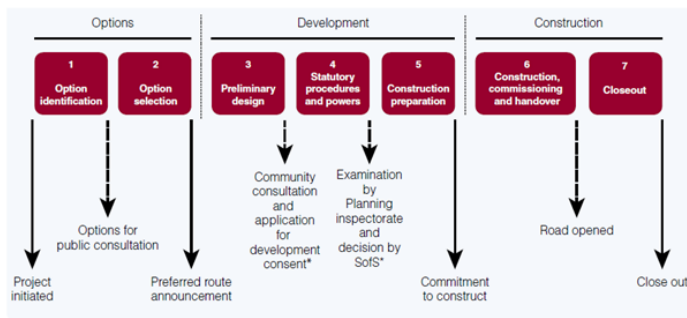 Options
Development
Construction
1
Option
identification
2
Option
selection
3
Preliminary
design
4
Statutory
procedures
and powers
5
Construction
preparation
6
Construction,
commissioning
and handover
7
Closeout
Project
initiated
Options for
public consultation
Preferred route
announcement
Community
consultation
and
application
for
development
consent*
Examination
by
Planning
inspectorate
and
decision by
SofS*
Commitment
to construct
Road opened
Close out